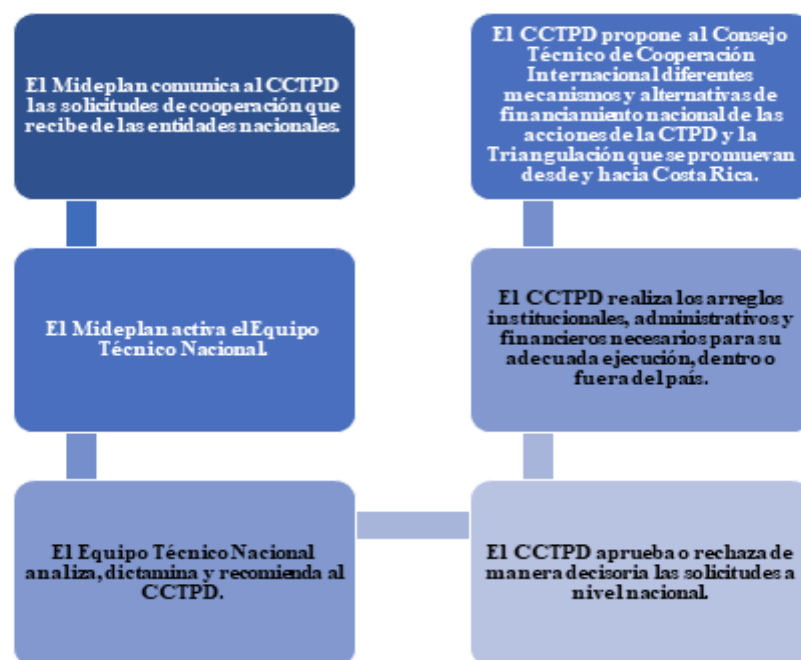 El Mideplan comunica al CCTPD
las solicitudes de cooperación que
recibe de las entidades nacionales.
El Mideplan activa el Equipo
Técnico Nacional.
El Equipo Técnico Nacional
analiza, dictamina y recomienda al
CCTPD.
El CCTPD aprueba o rechaza de
manera decisoria las solicitudes a
nivel nacional.
El CCTPD realiza los arreglos
institucionales, administrativos y
financieros necesarios para su
adecuada ejecución, dentro o
fuera del país.
El CCTPD propone al Consejo
Técnico de Cooperación
Internacional diferentes
mecanismos y alternativas de
financiamiento nacional de las
acciones de la CTPD y la
Triangulación que se promuevan
desde y hacia Costa Rica.